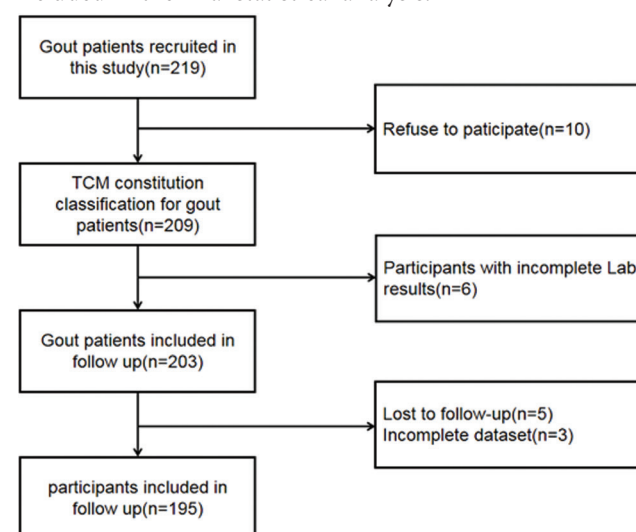 Gout patients recruited in
this study(n=219)
Refuse to paticipate(n=10)
TCM constitution
classification for gout
patients(n=209)
Participants with incomplete Lab
results(n=6)
Gout patients included in
follow up(n=203)
Lost to follow-up(n=5)
Incomplete dataset(n=3)
participants included in
follow up(n=195)